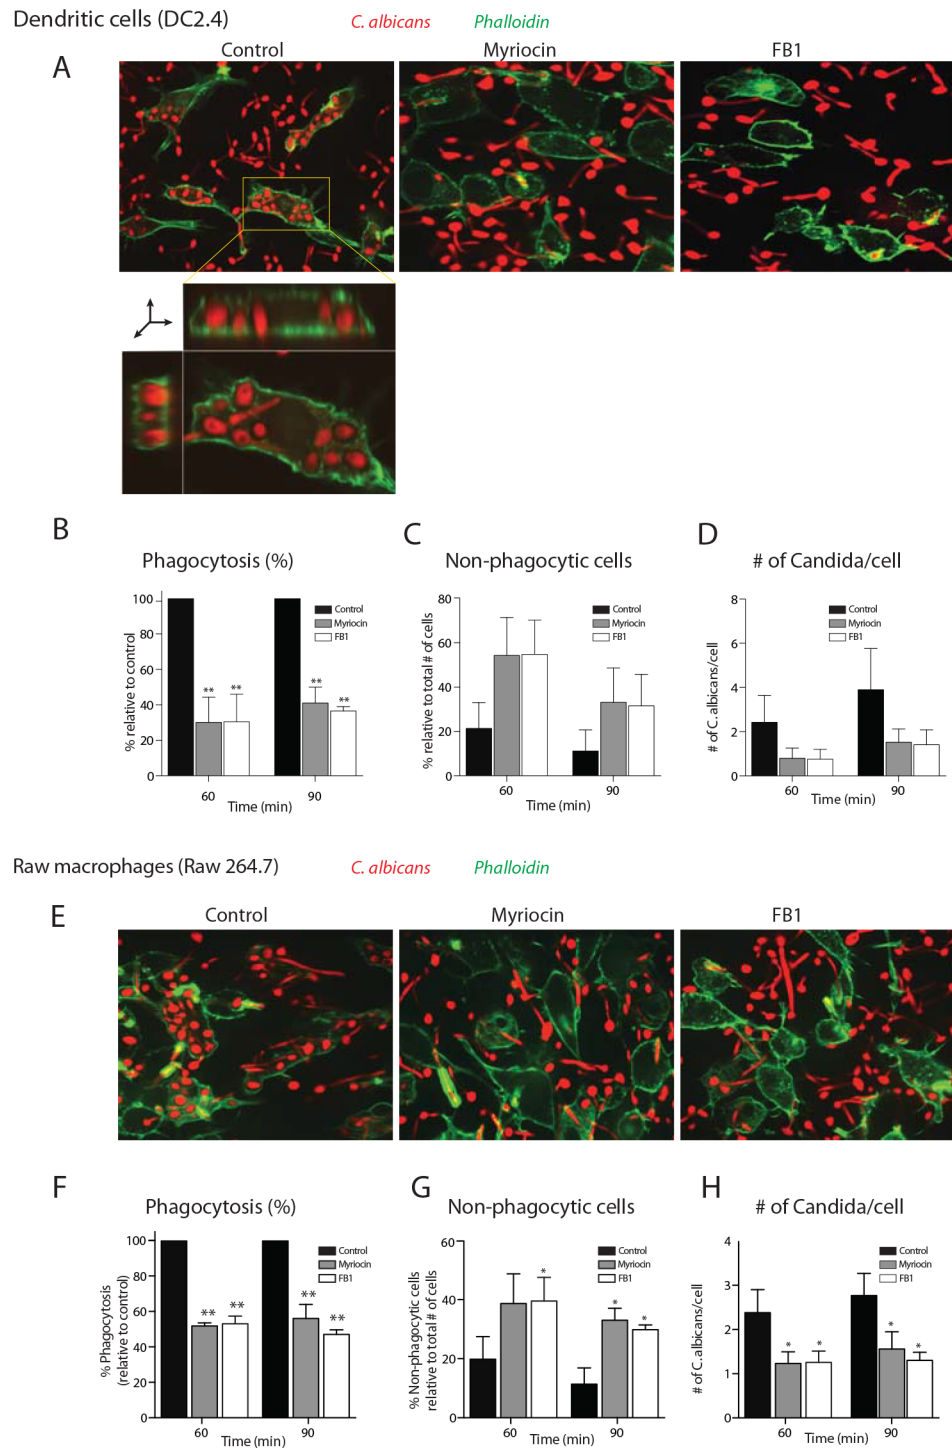 Dendritic cells (DC2.4)
C. albicans
Phalloidin
Control
Myriocin
FB1
A
B
Phagocytosis (%)
% relative to control
100
80
60
40
20
0
Control
Myriocin
FB1
**
**
**
**
60
90
Time (min)
C
Non-phagocytic cells
% relative to total # of cells
80
60
40
20
0
Control
Myriocin
FB1
60
90
Time (min)
D
# of Candida/cell
# of C. albicans/cell
8
6
4
2
0
Control
Myriocin
FB1
60
90
Time (min)
Raw macrophages (Raw 264.7)
C. albicans
Phalloidin
E
Control
Myriocin
FB1
F
Phagocytosis (%)
% Phagocytosis
(relative to control)
100
80
60
40
20
0
Control
Myriocin
FB1
**
**
**
**
60
90
Time (min)
G
Non-phagocytic cells
% Non-phagocytic cells
relative to total # of cells
60
40
20
0
Control
Myriocin
FB1
*
*
*
60
90
Time (min)
H
# of Candida/cell
# of C. albicans/cell
4
3
2
1
0
Control
Myriocin
FB1
*
*
*
*
60
90
Time (min)